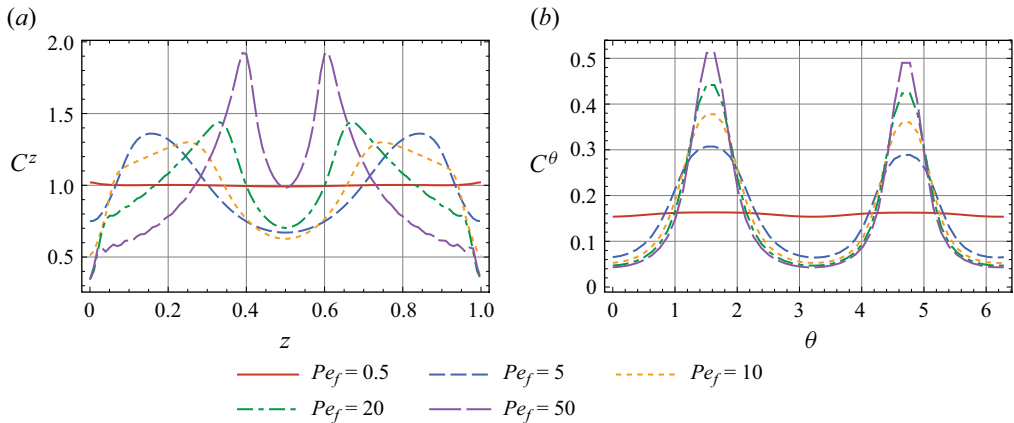 (a)
2.0
1.5
C^z 1.0
0.5
0 0.2 0.4 0.6 0.8 1.0
z
(b)
0.5
0.4
C^θ 0.3
0.2
0.1
0
0 1 2 3 4 5 6
θ
Pe_f = 0.5 Pe_f = 5 Pe_f = 10
Pe_f = 20 Pe_f = 50